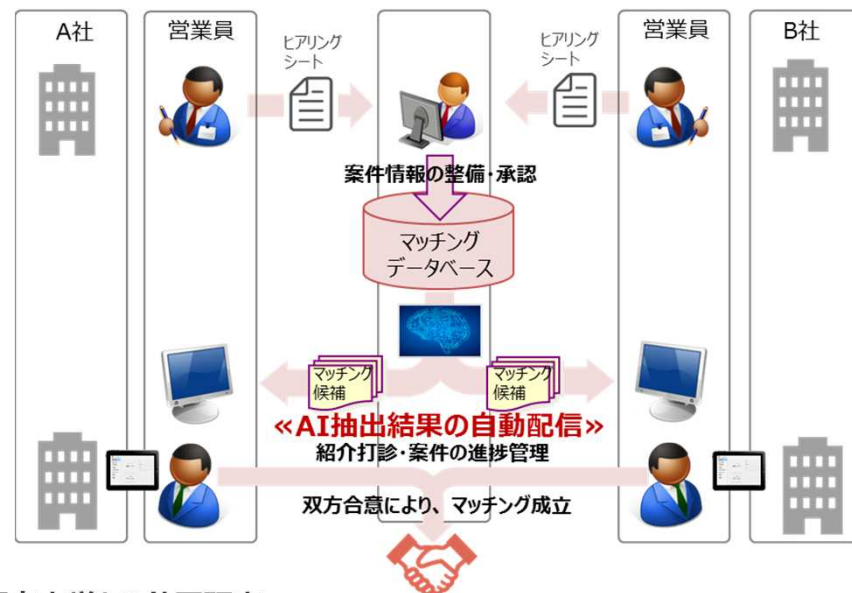 A社
営業員
ヒアリング
シート
ヒアリング
シート
営業員
B社
案件情報の整備・承認
マッチング
データベース
マッチング
候補
マッチング
候補
≪AI抽出結果の自動配信≫
紹介打診・案件の進捗管理
双方合意により、マッチング成立